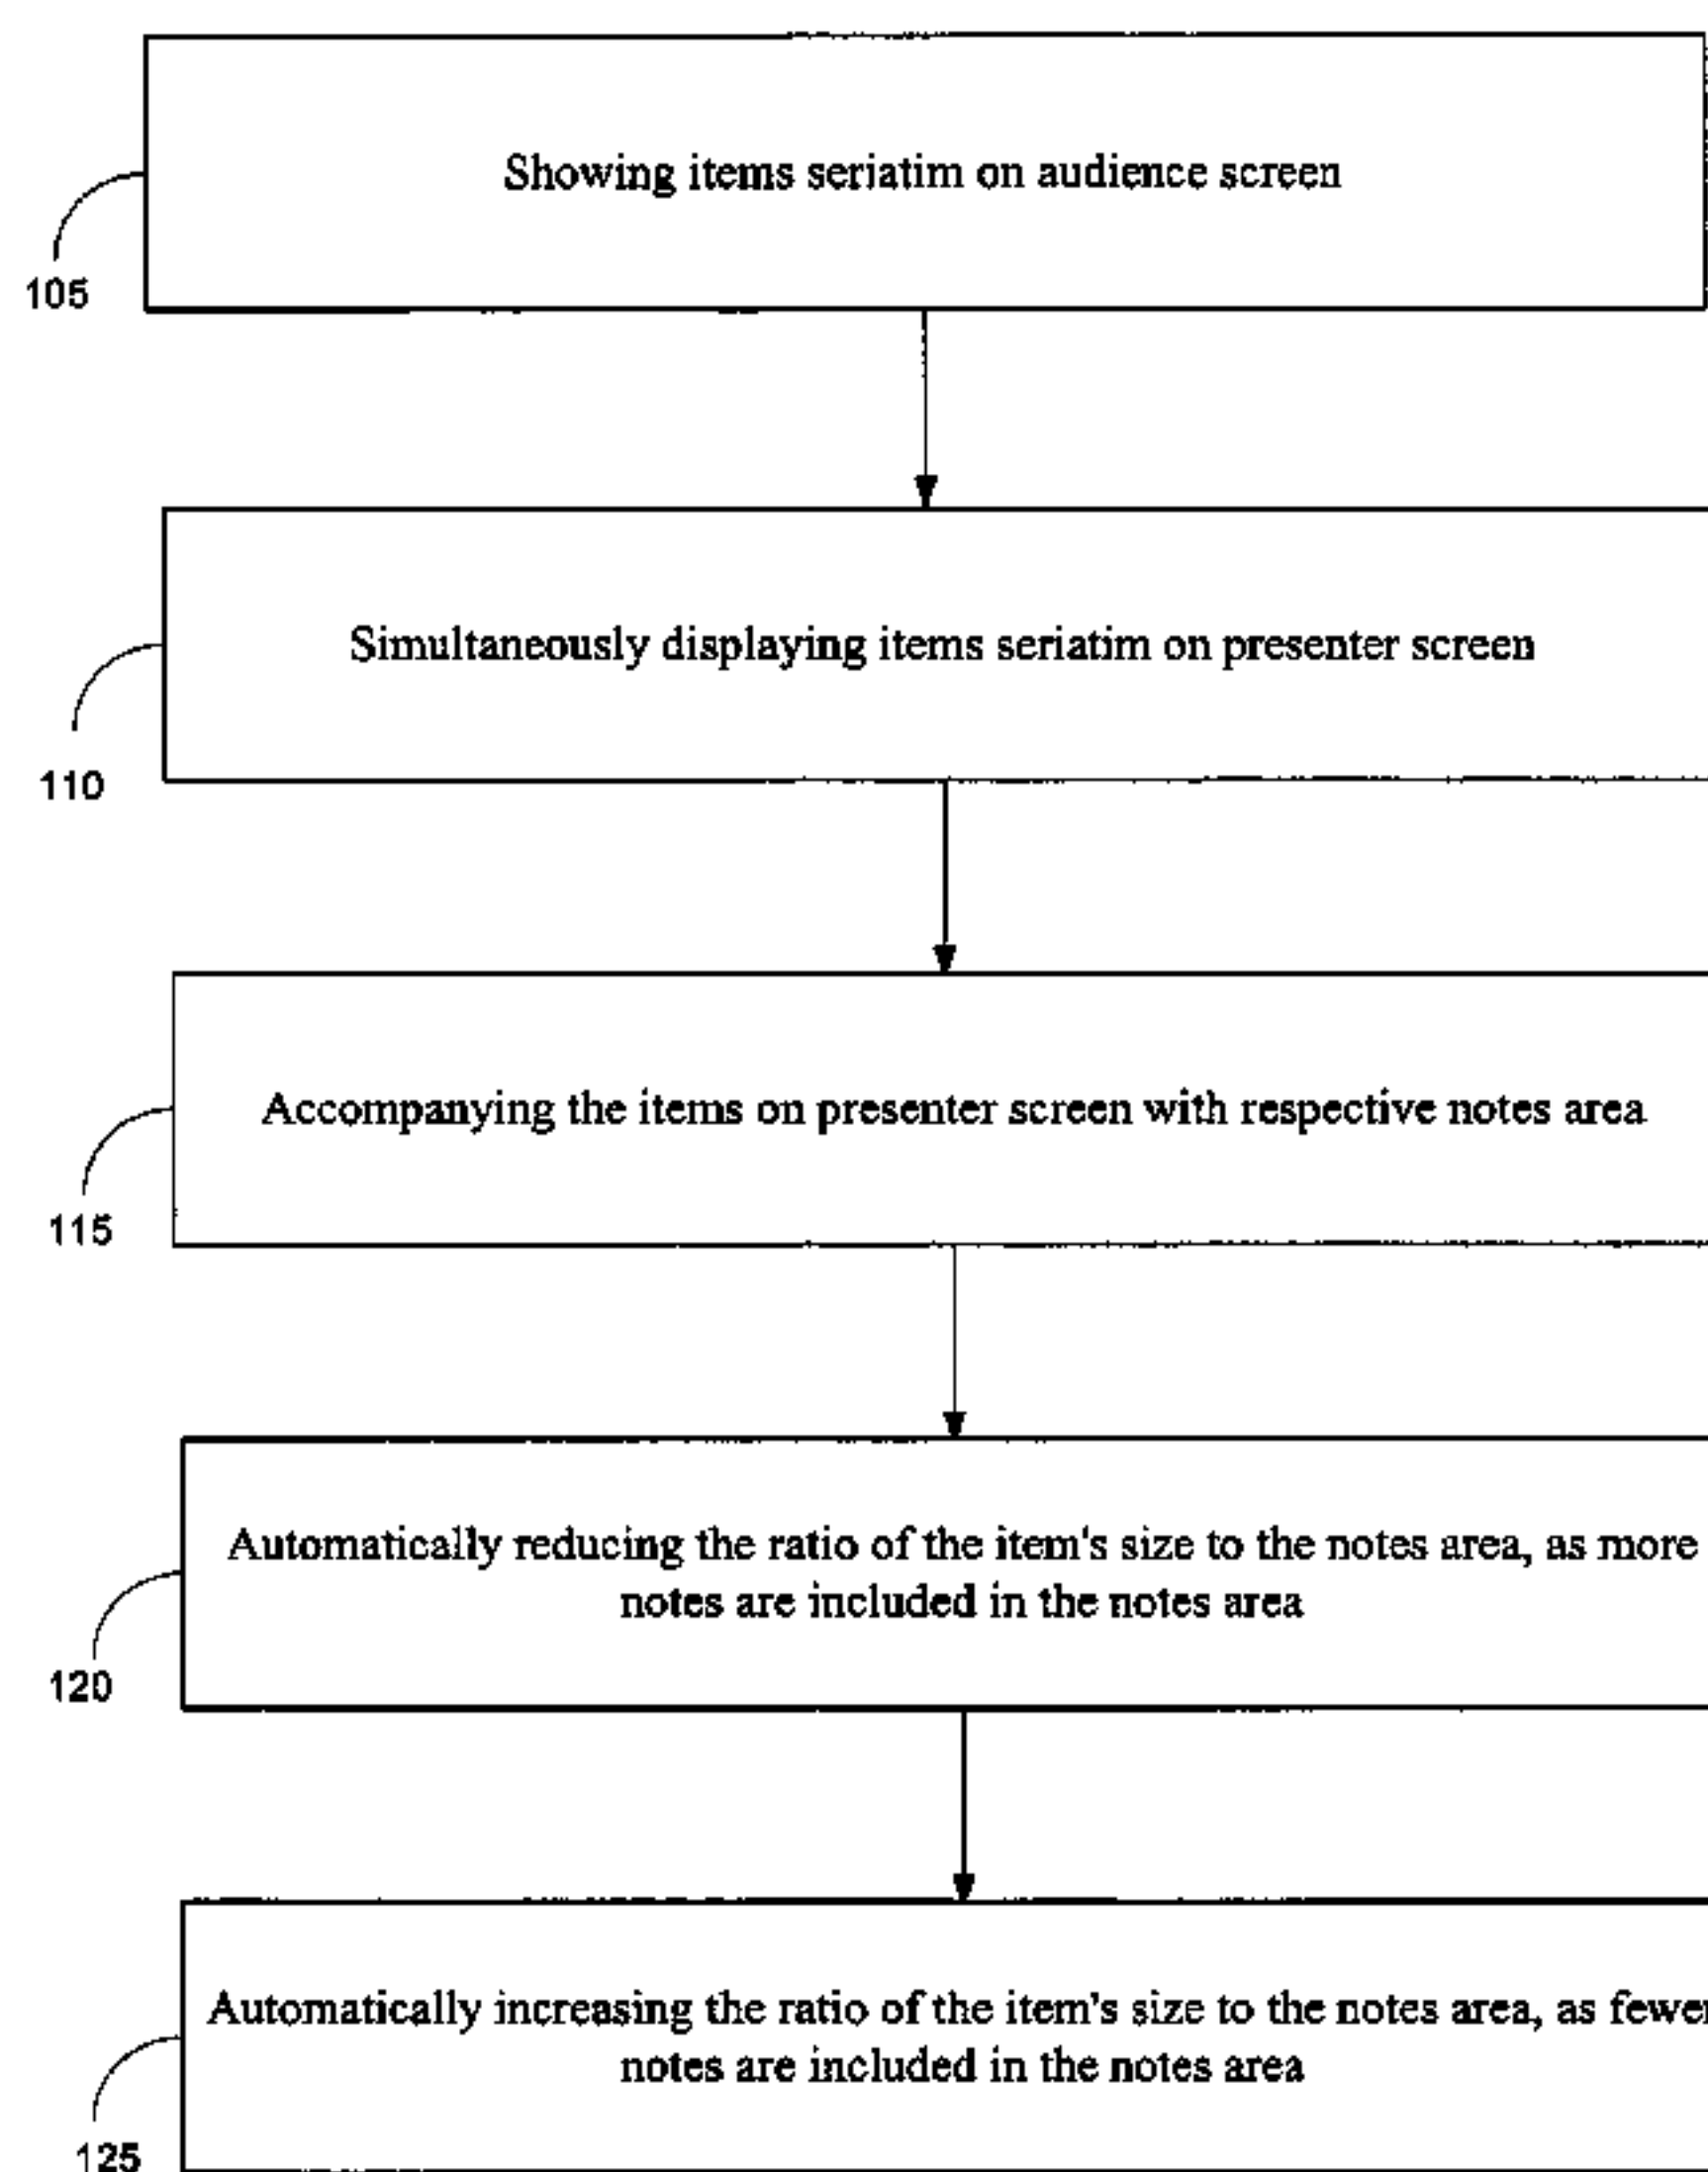 Showing items seriatim on audience screen
105
Simultaneously displaying items seriatim on presenter screen
110
Accompanying the items on presenter screen with respective notes area
115
Automatically reducing the ratio of the item's size to the notes area, as more
notes are included in the notes area
120
Automatically increasing the ratio of the item's size to the notes area, as fewer
notes are included in the notes area
125